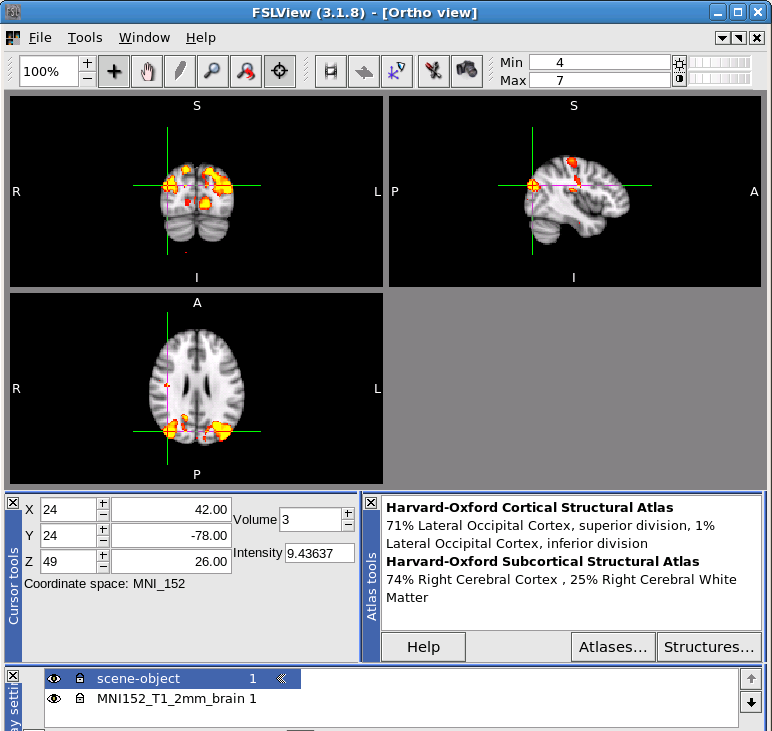 FSL FSLView (3.1.8) - [Ortho view]
File Tools Window Help
100% Min 4
Max 7
S S
R L P A
I I
A
R L
P
X 24 42.00
Y 24 -78.00
Z 49 26.00
Volume 3
Intensity 9.43637
Coordinate space: MNI_152
Cursor tools
Atlas tools
Harvard-Oxford Cortical Structural Atlas
71% Lateral Occipital Cortex, superior division, 1%
Lateral Occipital Cortex, inferior division
Harvard-Oxford Subcortical Structural Atlas
74% Right Cerebral Cortex , 25% Right Cerebral White
Matter
Help Atlases... Structures...
scene-object 1
MNI152_T1_2mm_brain 1